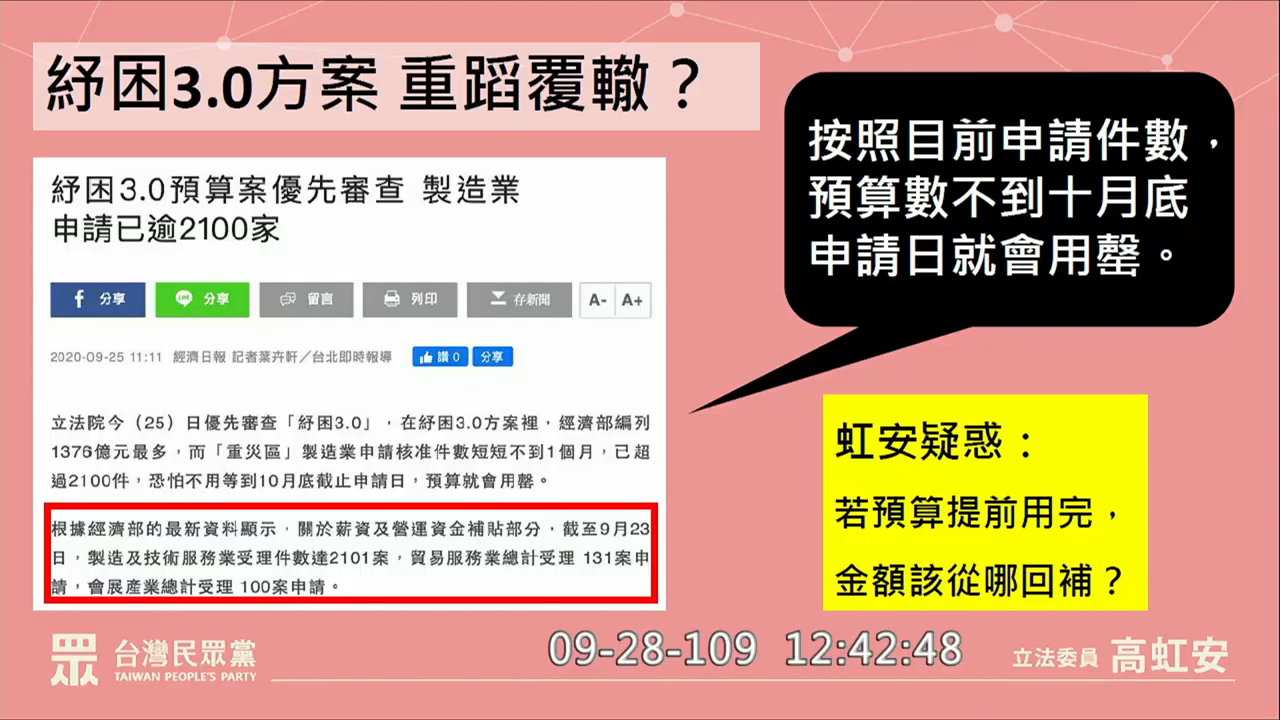 紓困3.0方案 重蹈覆轍？
紓困3.0預算案優先審查 製造業
申請已逾2100家
f 分享
LINE 分享
留言
列印
存新聞
A- A+
2020-09-25 11:11 經濟日報 記者葉卉軒／台北即時報導
讚 0
分享
立法院今（25）日優先審查「紓困3.0」，在紓困3.0方案裡，經濟部編列
1376億元最多，而「重災區」製造業申請核准件數短短不到1個月，已超
過2100件，恐怕不用等到10月底截止申請日，預算就會用罄。
根據經濟部的最新資料顯示，關於薪資及營運資金補貼部分，截至9月23
日，製造及技術服務業受理件數達2101案，貿易服務業總計受理 131案申
請，會展產業總計受理 100案申請。
按照目前申請件數，
預算數不到十月底
申請日就會用罄。
虹安疑惑：
若預算提前用完，
金額該從哪回補？
眾 台灣民眾黨
TAIWAN PEOPLE'S PARTY
09-28-109 12:42:48
立法委員 高虹安